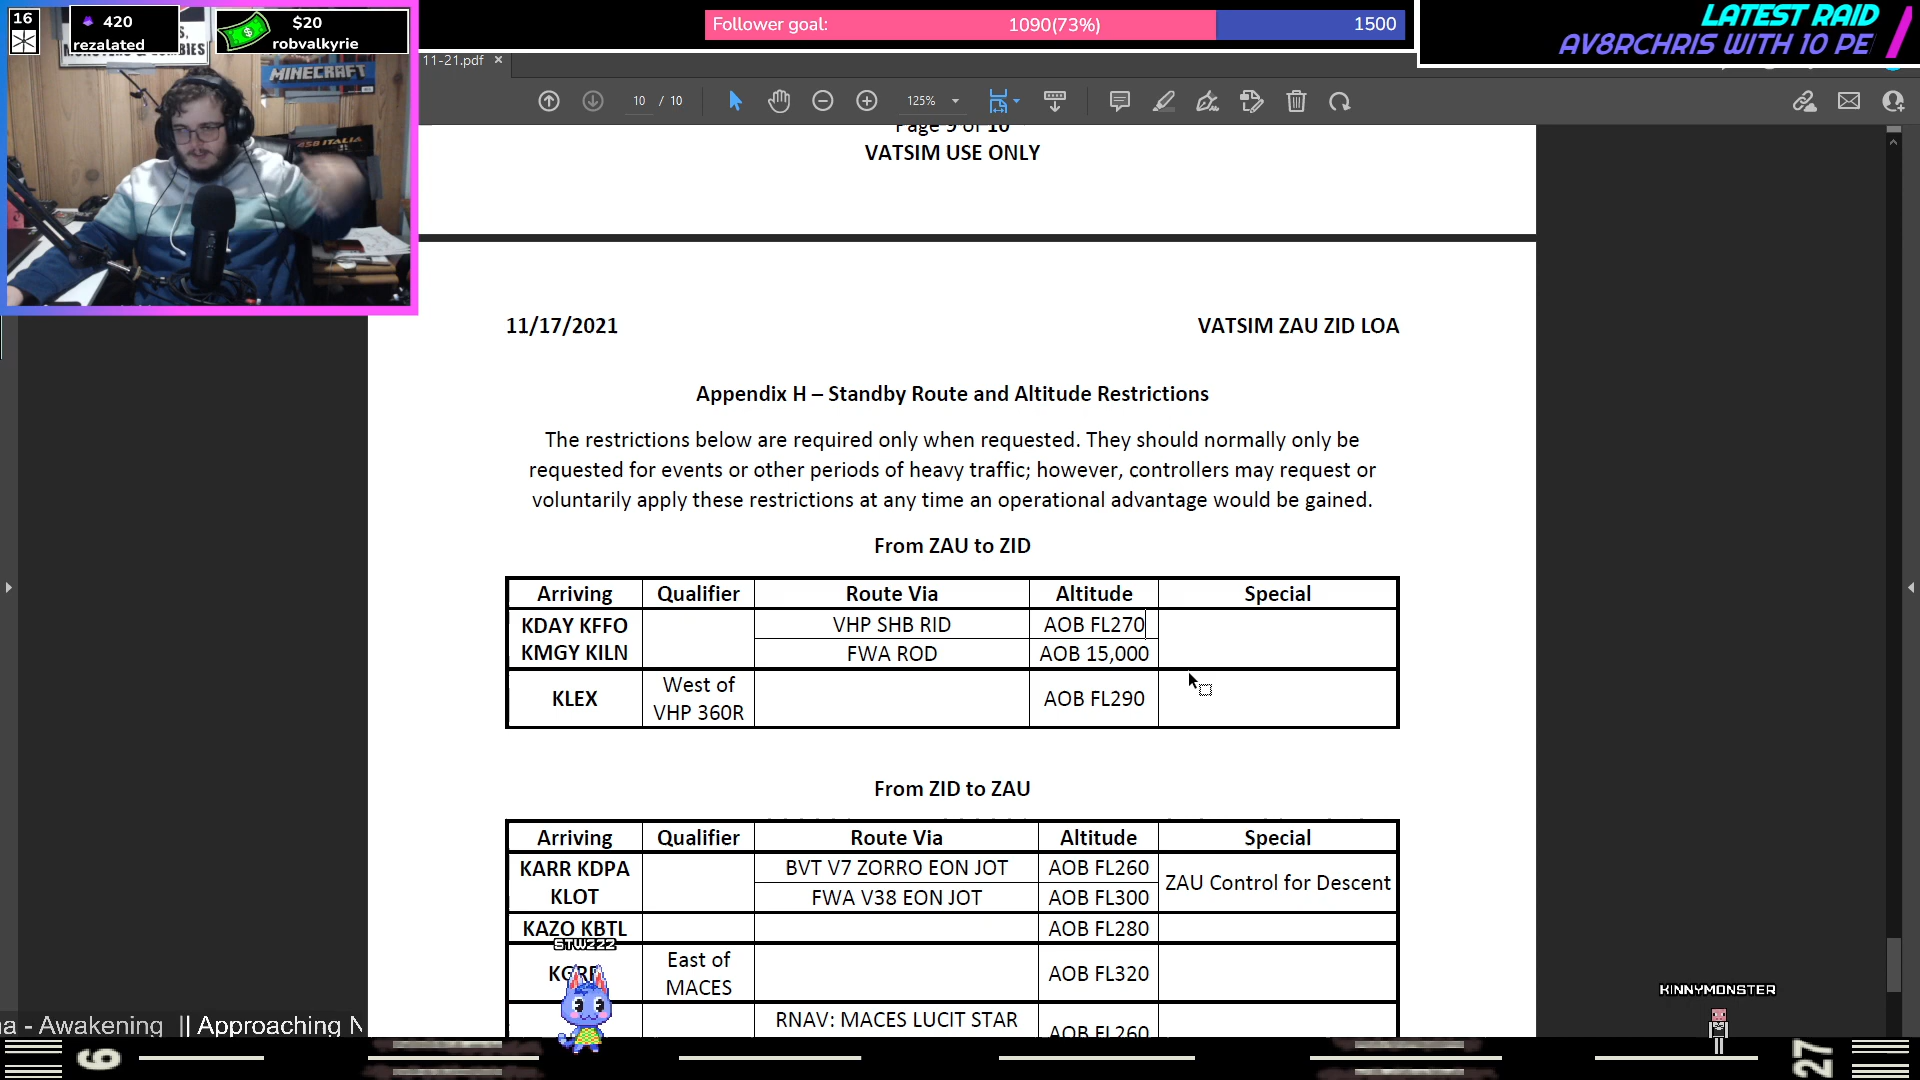 16
420
rezalated
$20
robvalkyrie
Follower goal:
1090(73%)
1500
LATEST RAID
AV8RCHRIS WITH 10 PE
MINECRAFT
458 ITALIA
11-21.pdf
10 / 10
125%
VATSIM USE ONLY
11/17/2021
VATSIM ZAU ZID LOA
Appendix H – Standby Route and Altitude Restrictions
The restrictions below are required only when requested. They should normally only be
requested for events or other periods of heavy traffic; however, controllers may request or
voluntarily apply these restrictions at any time an operational advantage would be gained.
From ZAU to ZID
Arriving Qualifier Route Via Altitude Special
KDAY KFFO VHP SHB RID AOB FL270
KMGY KILN FWA ROD AOB 15,000
KLEX West of VHP 360R AOB FL290
From ZID to ZAU
Arriving Qualifier Route Via Altitude Special
KARR KDPA BVT V7 ZORRO EON JOT AOB FL260 ZAU Control for Descent
KLOT FWA V38 EON JOT AOB FL300
KAZO KBTL AOB FL280
East of MACES AOB FL320
RNAV: MACES LUCIT STAR AOB FL260
STWZZZ
KINNYMONSTER
- Awakening || Approaching
9
27